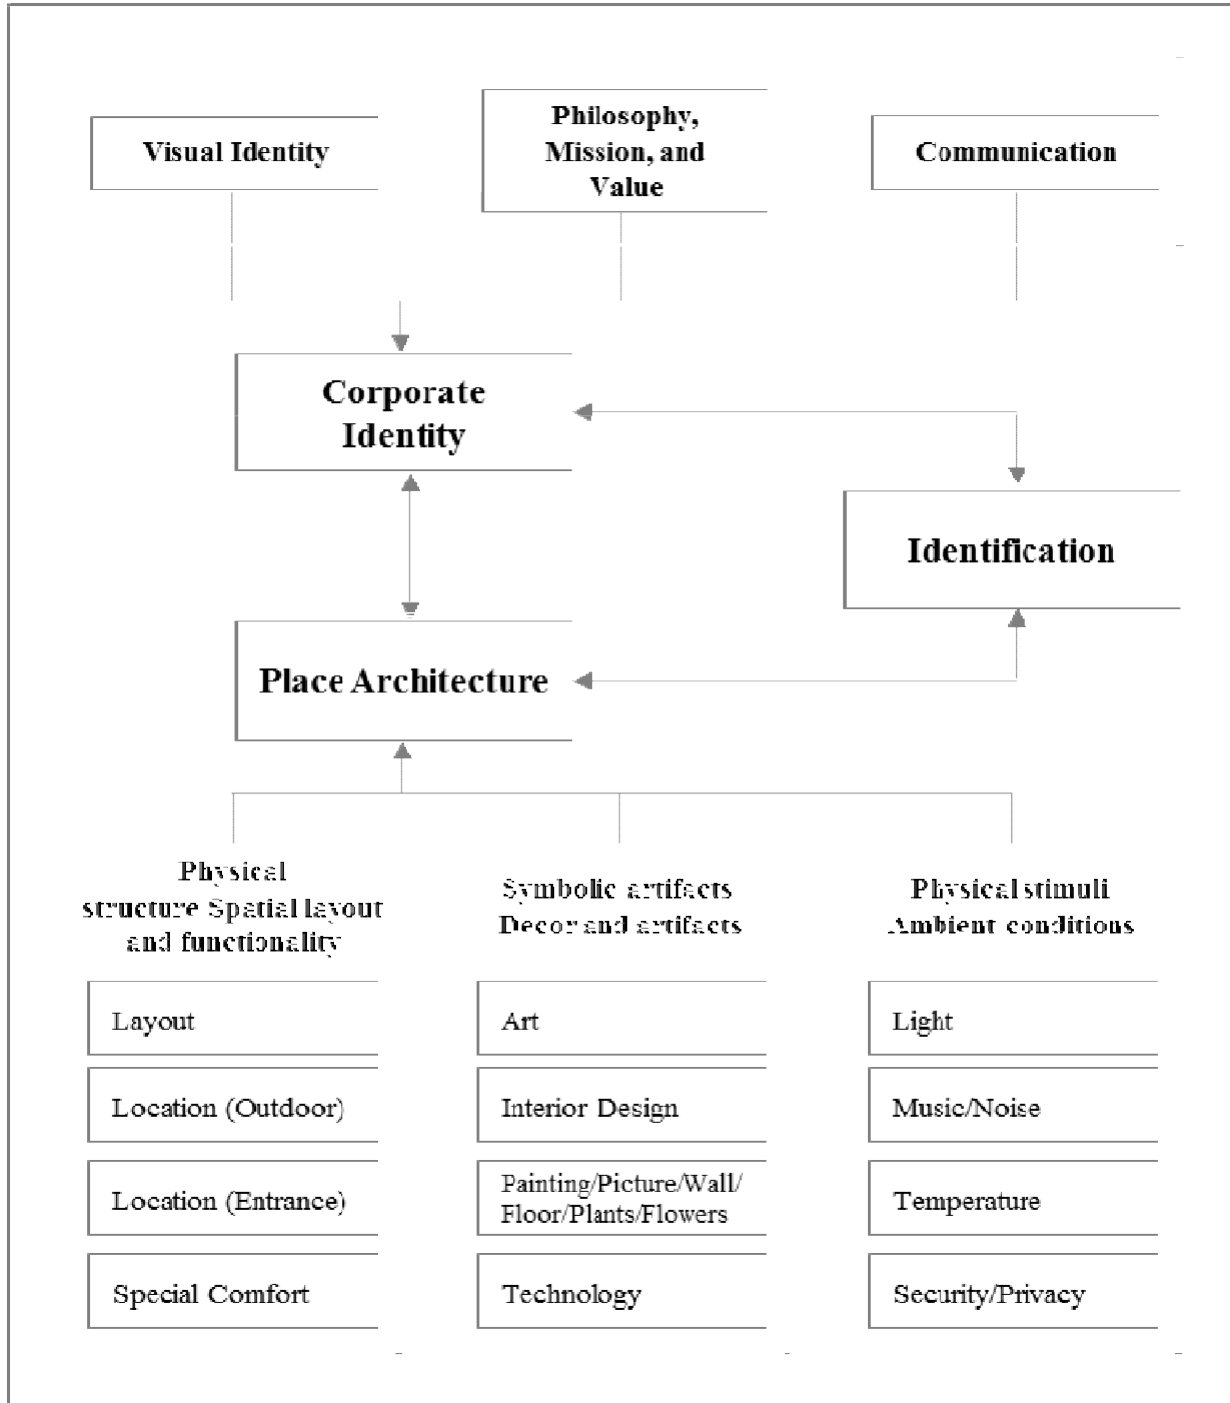 Visual Identity
Philosophy,
Mission, and
Value
Communication
Corporate
Identity
Identification
Place Architecture
Physical
structure Spatial layout
and functionality
Symbolic artifacts
Decor and artifacts
Physical stimuli
Ambient conditions
Layout
Location (Outdoor)
Location (Entrance)
Special Comfort
Art
Interior Design
Painting/Picture/Wall/
Floor/Plants/Flowers
Technology
Light
Music/Noise
Temperature
Security/Privacy